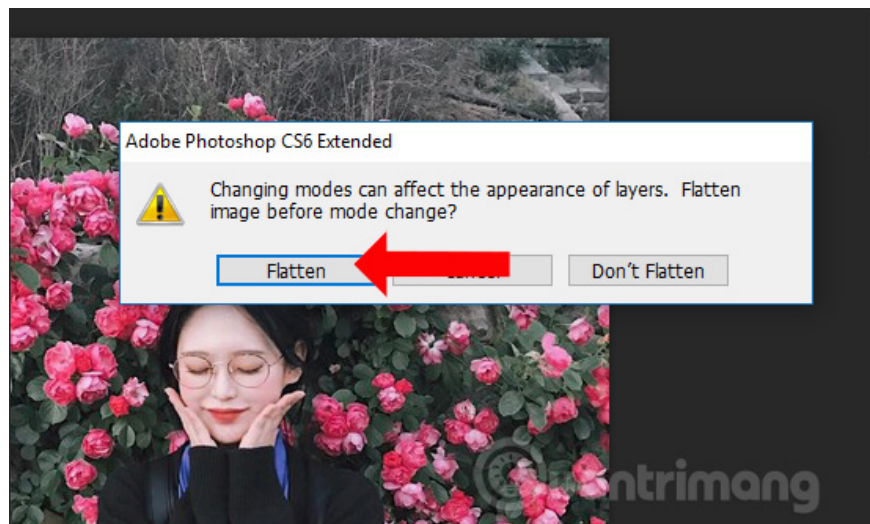 Adobe Photoshop CS6 Extended
Changing modes can affect the appearance of layers. Flatten
image before mode change?
Flatten
Don't Flatten